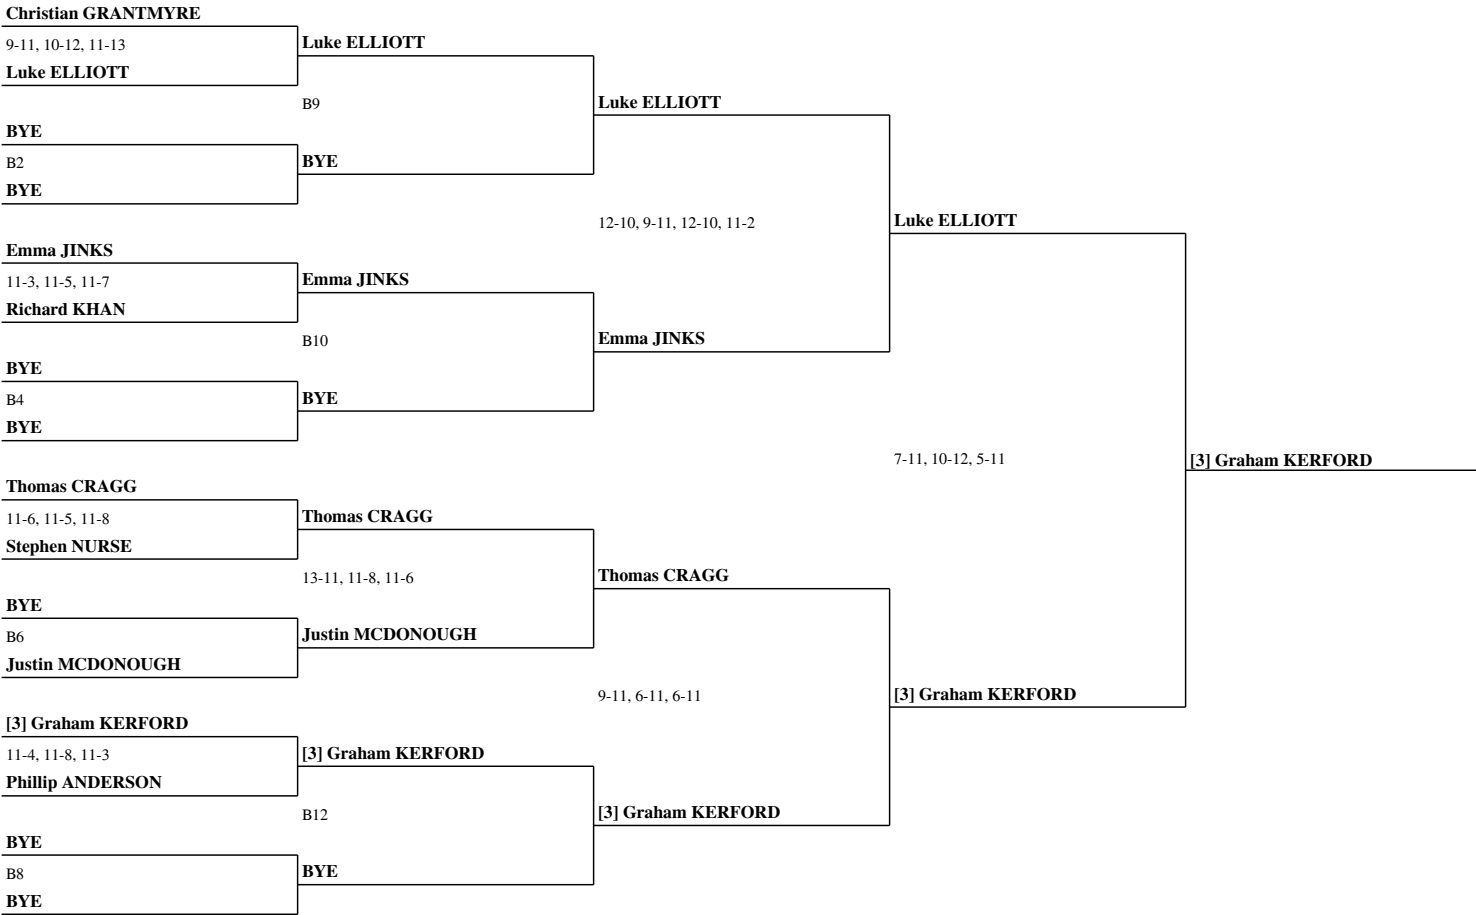 Christian GRANTMYRE
9-11, 10-12, 11-13
Luke ELLIOTT
BYE
B2
BYE
Emma JINKS
11-3, 11-5, 11-7
Richard KHAN
BYE
B4
BYE
Thomas CRAGG
11-6, 11-5, 11-8
Stephen NURSE
BYE
B6
Justin MCDONOUGH
[3] Graham KERFORD
11-4, 11-8, 11-3
Phillip ANDERSON
BYE
B8
BYE
Luke ELLIOTT
B9
BYE
Emma JINKS
B10
BYE
Thomas CRAGG
13-11, 11-8, 11-6
Justin MCDONOUGH
[3] Graham KERFORD
B12
BYE
Luke ELLIOTT
12-10, 9-11, 12-10, 11-2
Emma JINKS
Thomas CRAGG
9-11, 6-11, 6-11
[3] Graham KERFORD
Luke ELLIOTT
7-11, 10-12, 5-11
[3] Graham KERFORD
[3] Graham KERFORD